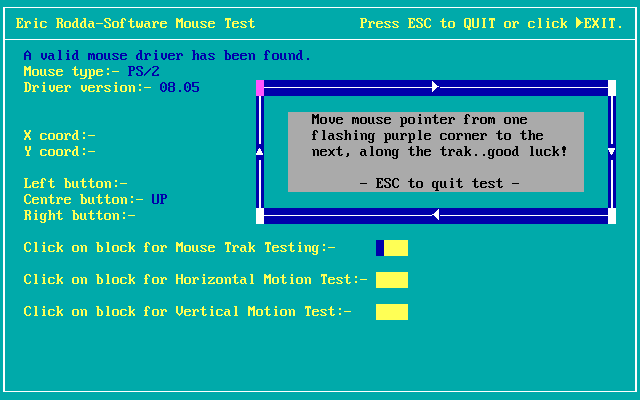 Eric Rodda-Software Mouse Test Press ESC to QUIT or click ►EXIT.
A valid mouse driver has been found.
Mouse type:- PS/2
Driver version:- 08.05
Move mouse pointer from one
flashing purple corner to the
next, along the trak..good luck!
- ESC to quit test -
X coord:-
Y coord:-
Left button:-
Centre button:- UP
Right button:-
Click on block for Mouse Trak Testing:-
Click on block for Horizontal Motion Test:-
Click on block for Vertical Motion Test:-